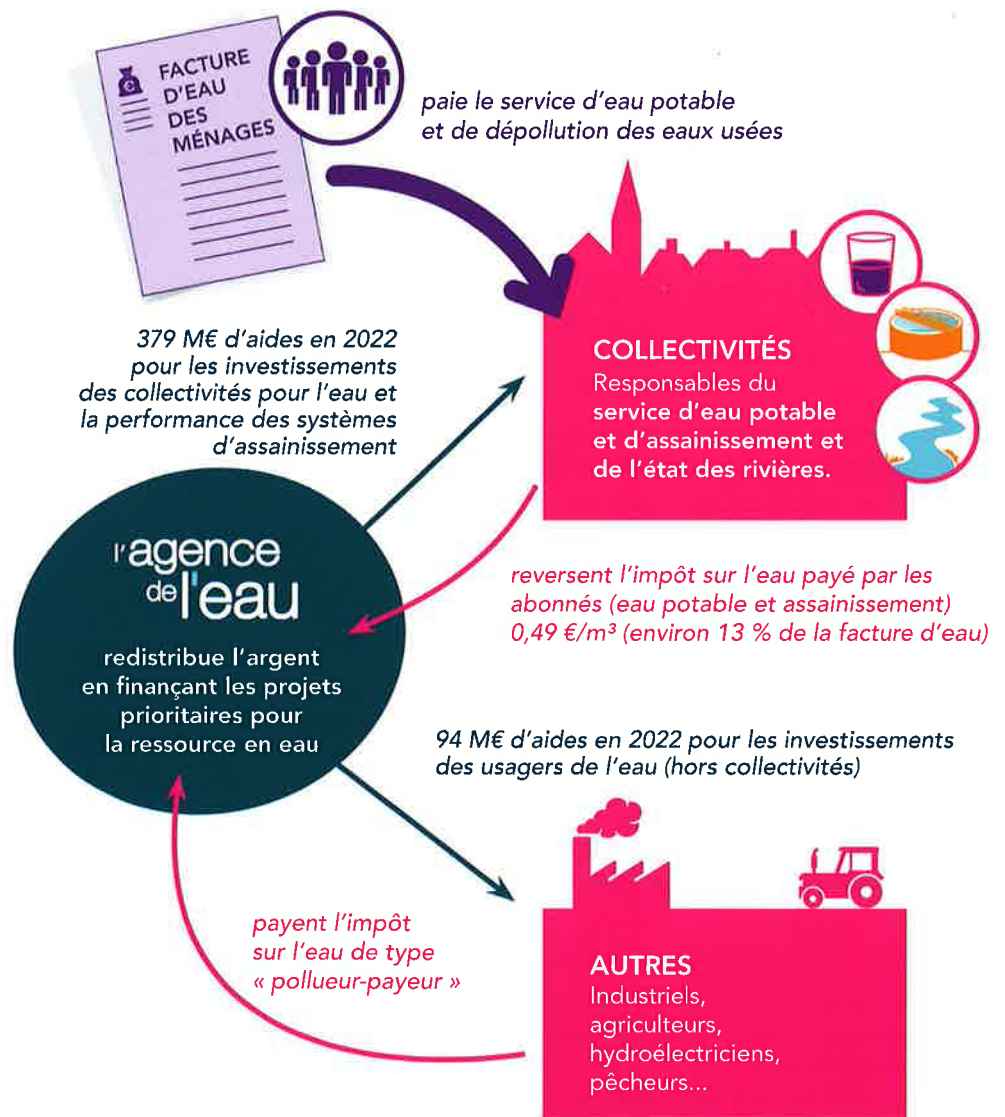 FACTURE
D'EAU
DES
MÉNAGES
paie le service d'eau potable
et de dépollution des eaux usées
379 M€ d'aides en 2022
pour les investissements
des collectivités pour l'eau et
la performance des systèmes
d'assainissement
COLLECTIVITÉS
Responsables du
service d'eau potable
et d'assainissement et
de l'état des rivières.
l'agence
de l'eau
redistribue l'argent
en finançant les projets
prioritaires pour
la ressource en eau
reversent l'impôt sur l'eau payé par les
abonnés (eau potable et assainissement)
0,49 €/m³ (environ 13 % de la facture d'eau)
94 M€ d'aides en 2022 pour les investissements
des usagers de l'eau (hors collectivités)
payent l'impôt
sur l'eau de type
« pollueur-payeur »
AUTRES
Industriels,
agriculteurs,
hydroélectriciens,
pêcheurs...